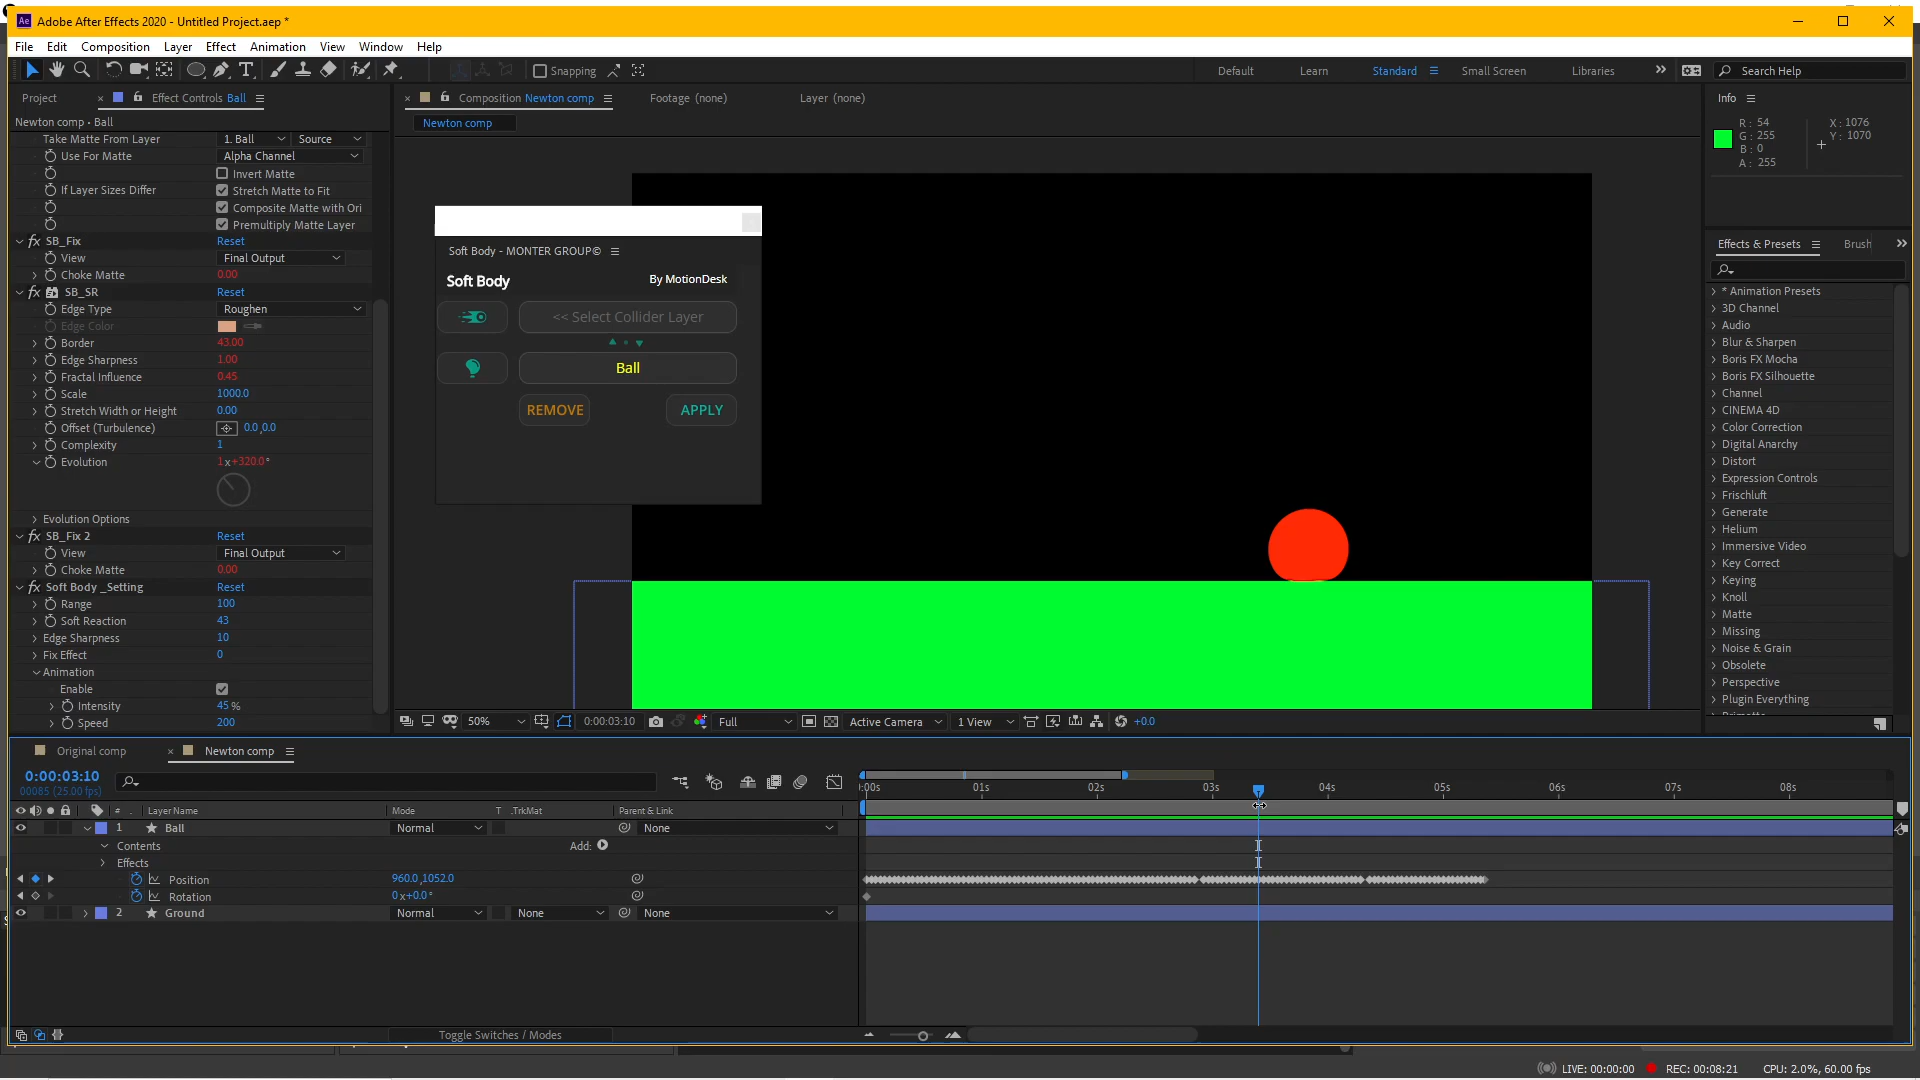 Adobe After Effects 2020 - Untitled Project.aep *
File Edit Composition Layer Effect Animation View Window Help
Snapping Default Learn Standard Small Screen Libraries Search Help
Project Effect Controls Ball
Composition Newton comp Footage (none) Layer (none)
Info
Newton comp • Ball
Newton comp
R: 54 X: 1076
G: 255 Y: 1070
B: 0
A: 255
Take Matte From Layer 1. Ball Source
Use For Matte Alpha Channel
Invert Matte
If Layer Sizes Differ Stretch Matte to Fit
Composite Matte with Ori
Premultiply Matte Layer
fx SB_Fix Reset
View Final Output
Choke Matte 0.00
fx SB_SR Reset
Edge Type Roughen
Edge Color
Border 43.00
Edge Sharpness 1.00
Fractal Influence 0.45
Scale 1000.0
Stretch Width or Height 0.00
Offset (Turbulence) 0.0,0.0
Complexity 1
Evolution 1x+320.0°
Evolution Options
fx SB_Fix 2 Reset
View Final Output
Choke Matte 0.00
fx Soft Body _Setting Reset
Range 100
Soft Reaction 43
Edge Sharpness 10
Fix Effect 0
Animation
Enable
Intensity 45 %
Speed 200
Soft Body - MONTER GROUP©
Soft Body By MotionDesk
<< Select Collider Layer
Ball
REMOVE APPLY
50% 0:00:03:10 Full Active Camera 1 View +0.0
Effects & Presets Brush
* Animation Presets
3D Channel
Audio
Blur & Sharpen
Boris FX Mocha
Boris FX Silhouette
Channel
CINEMA 4D
Color Correction
Digital Anarchy
Distort
Expression Controls
Frischluft
Generate
Helium
Immersive Video
Key Correct
Keying
Knoll
Matte
Missing
Noise & Grain
Obsolete
Perspective
Plugin Everything
Original comp Newton comp
0:00:03:10
00085 (25.00 fps)
:00s 01s 02s 03s 04s 05s 06s 07s 08s
# Layer Name Mode T .TrkMat Parent & Link
1 Ball Normal None
Contents Add:
Effects
Position 960.0,1052.0
Rotation 0x+0.0°
2 Ground Normal None None
Toggle Switches / Modes
LIVE: 00:00:00 REC: 00:08:21 CPU: 2.0%, 60.00 fps